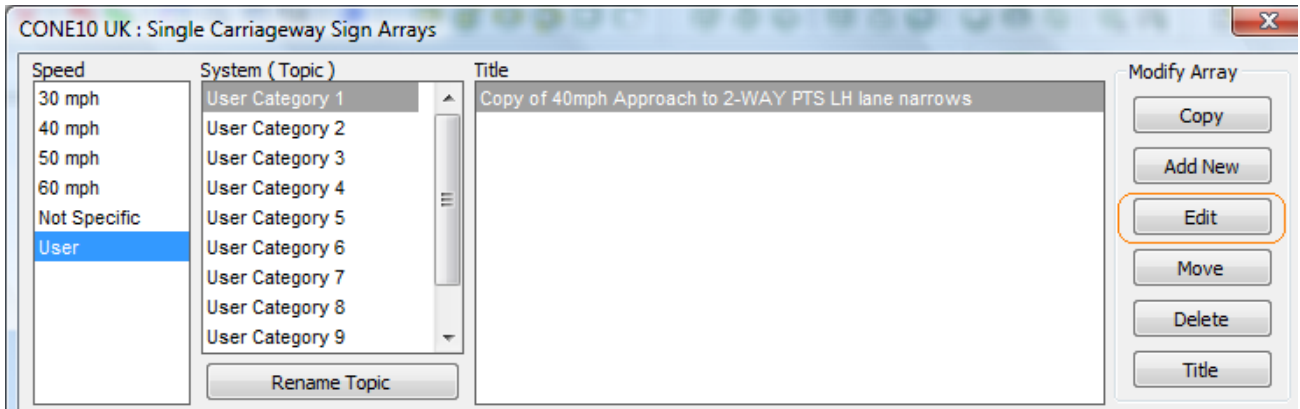 CONE10 UK : Single Carriageway Sign Arrays
Speed
30 mph
40 mph
50 mph
60 mph
Not Specific
User
System ( Topic )
User Category 1
User Category 2
User Category 3
User Category 4
User Category 5
User Category 6
User Category 7
User Category 8
User Category 9
Rename Topic
Title
Copy of 40mph Approach to 2-WAY PTS LH lane narrows
Modify Array
Copy
Add New
Edit
Move
Delete
Title